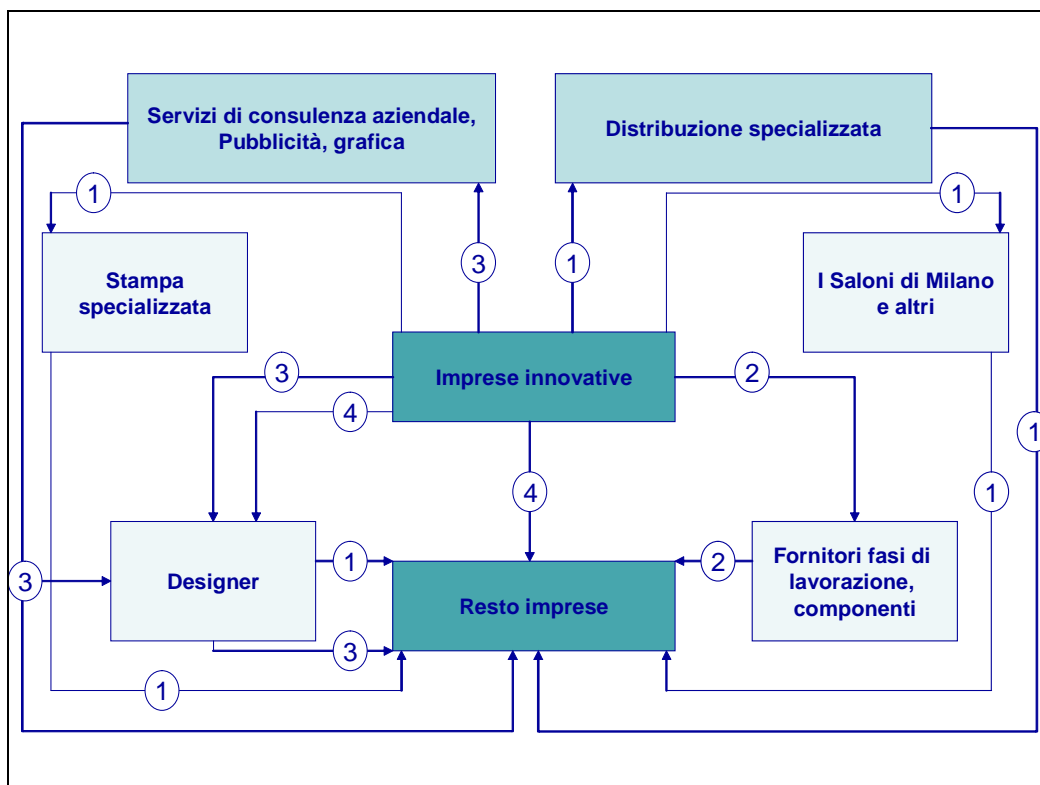 Servizi di consulenza aziendale,
Pubblicità, grafica
Distribuzione specializzata
1
1
Stampa
specializzata
3
1
I Saloni di Milano
e altri
Imprese innovative
3
2
4
1
4
1
Designer
1
2
Fornitori fasi di
lavorazione,
componenti
3
Resto imprese
3
1